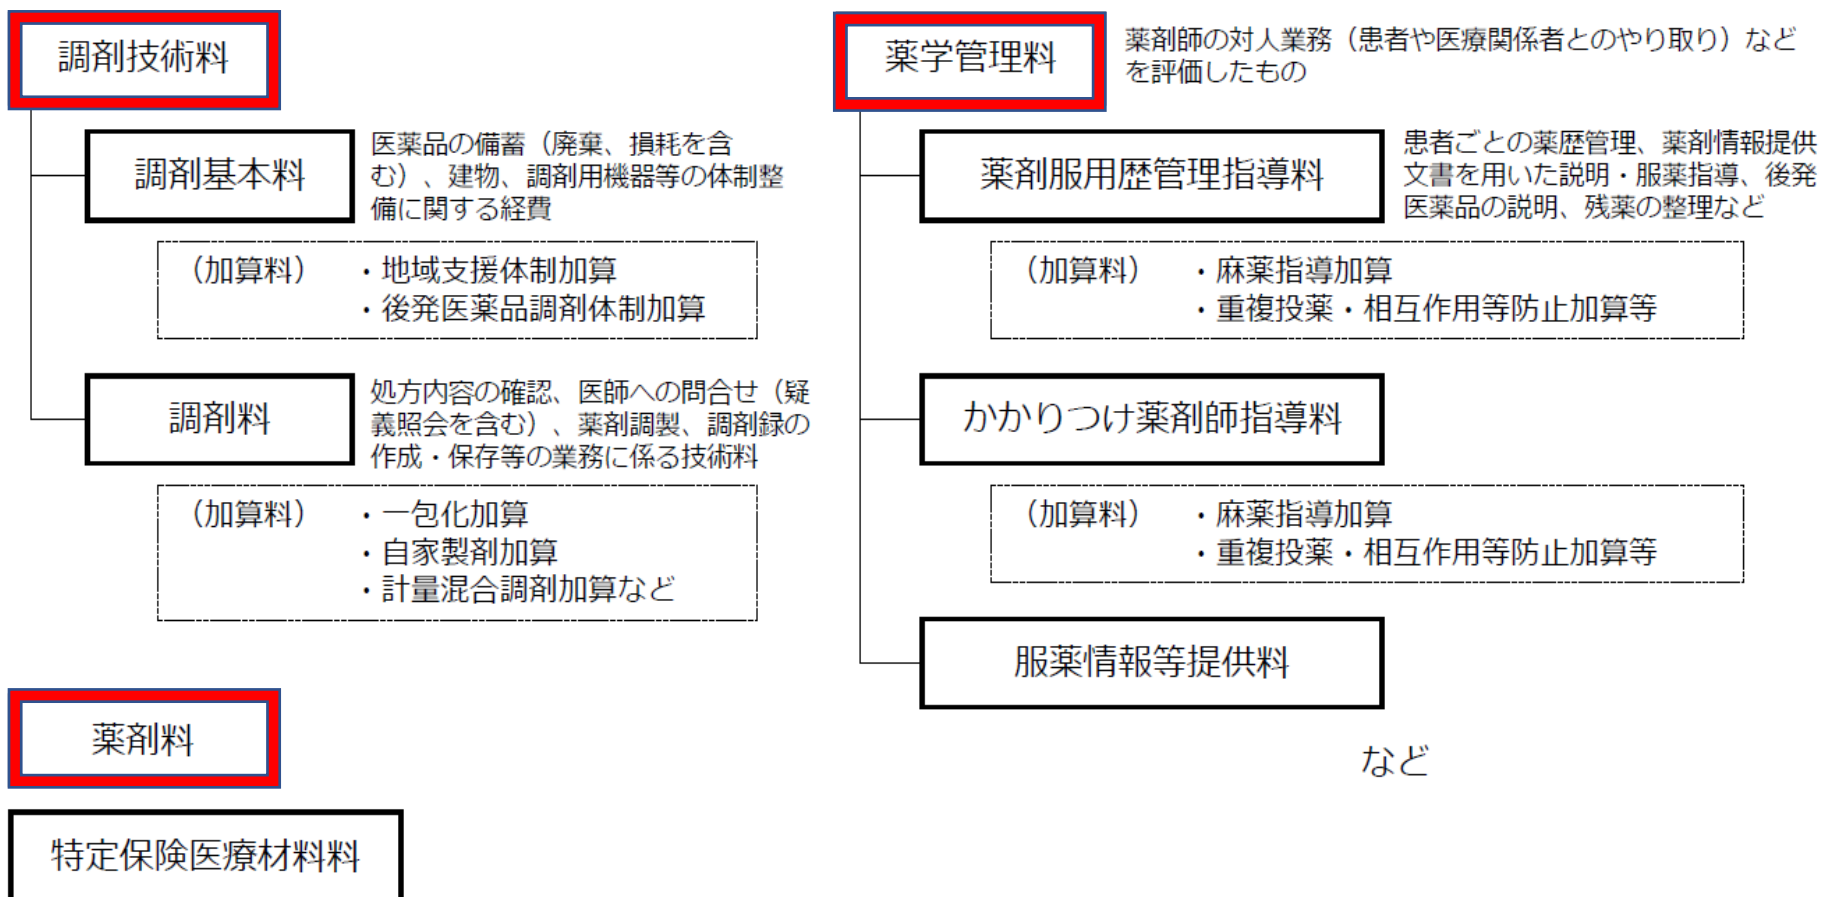 調剤技術料
調剤基本料
医薬品の備蓄（廃棄、損耗を含
む）、建物、調剤用機器等の体制整
備に関する経費
（加算料） ・地域支援体制加算
・後発医薬品調剤体制加算
調剤料
処方内容の確認、医師への問合せ（疑
義照会を含む）、薬剤調製、調剤録の
作成・保存等の業務に係る技術料
（加算料） ・一包化加算
・自家製剤加算
・計量混合調剤加算など
薬剤料
特定保険医療材料料
薬学管理料
薬剤師の対人業務（患者や医療関係者とのやり取り）など
を評価したもの
薬剤服用歴管理指導料
患者ごとの薬歴管理、薬剤情報提供
文書を用いた説明・服薬指導、後発
医薬品の説明、残薬の整理など
（加算料） ・麻薬指導加算
・重複投薬・相互作用等防止加算等
かかりつけ薬剤師指導料
（加算料） ・麻薬指導加算
・重複投薬・相互作用等防止加算等
服薬情報等提供料
など